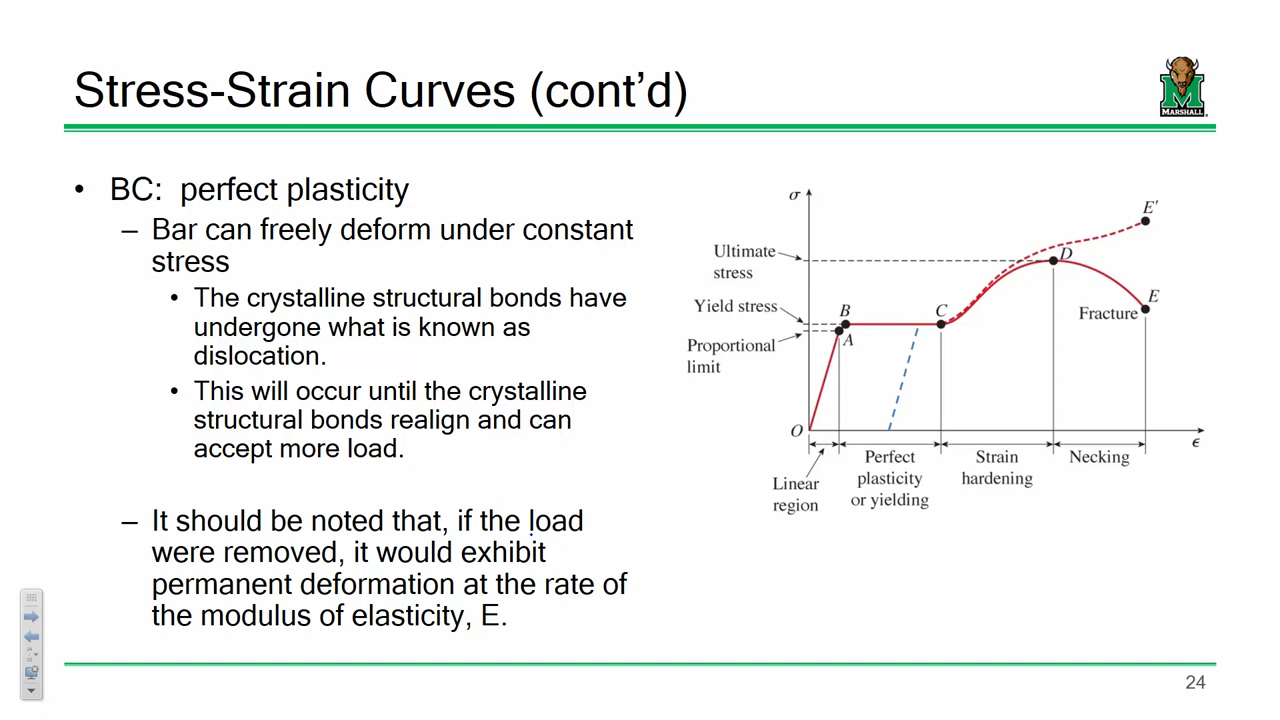 Stress-Strain Curves (cont’d)
MARSHALL
• BC: perfect plasticity
– Bar can freely deform under constant
stress
• The crystalline structural bonds have
undergone what is known as
dislocation.
• This will occur until the crystalline
structural bonds realign and can
accept more load.
– It should be noted that, if the load
were removed, it would exhibit
permanent deformation at the rate of
the modulus of elasticity, E.
σ
E'
Ultimate
stress
D
Yield stress
B
C
E
Fracture
A
Proportional
limit
O
ϵ
Perfect
plasticity
or yielding
Strain
hardening
Necking
Linear
region
24